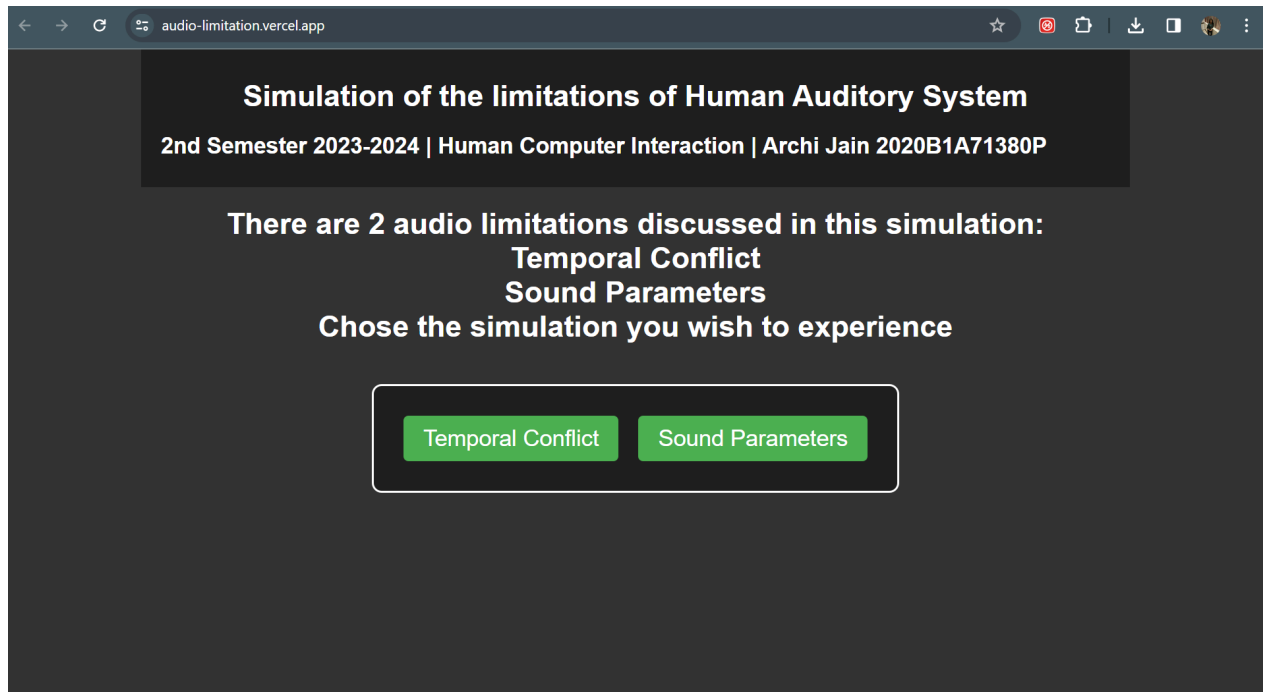 audio-limitation.vercel.app
Simulation of the limitations of Human Auditory System
2nd Semester 2023-2024 | Human Computer Interaction | Archi Jain 2020B1A71380P
There are 2 audio limitations discussed in this simulation:
Temporal Conflict
Sound Parameters
Chose the simulation you wish to experience
Temporal Conflict
Sound Parameters